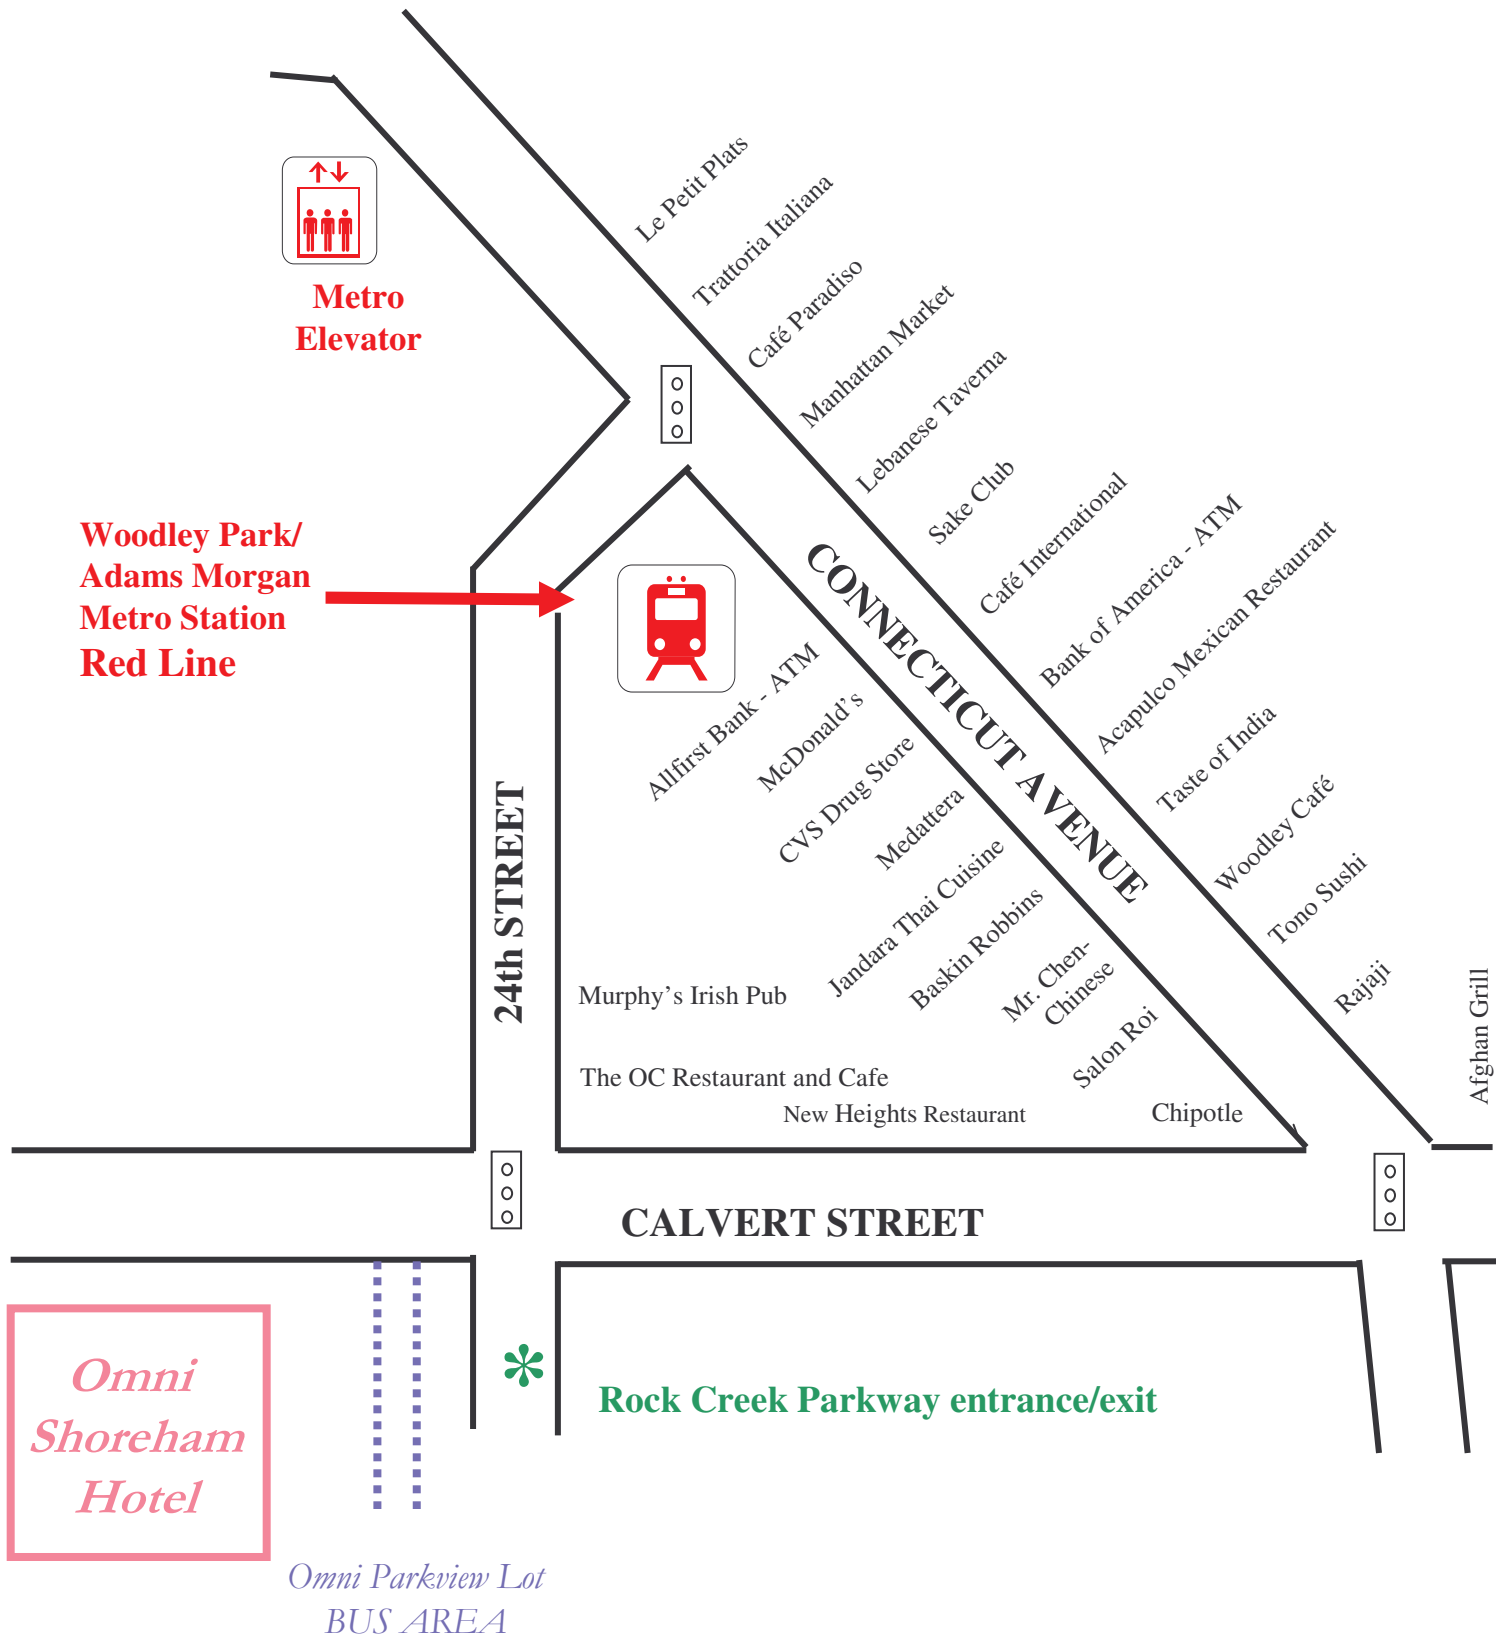 Le Petit Plats
Trattoria Italiana
Café Paradiso
Manhattan Market
Lebanese Taverna
Sake Club
Café International
Bank of America - ATM
Acapulco Mexican Restaurant
Taste of India
Woodley Café
Tono Sushi
Rajaji
Afghan Grill
Metro
Elevator
Woodley Park/
Adams Morgan
Metro Station
Red Line
CONNECTICUT AVENUE
Allfirst Bank - ATM
McDonald's
CVS Drug Store
Medattera
Jandara Thai Cuisine
Baskin Robbins
Mr. Chen-
Chinese
Salon Roi
Chipotle
24th STREET
Murphy's Irish Pub
The OC Restaurant and Cafe
New Heights Restaurant
CALVERT STREET
Omni
Shoreham
Hotel
Rock Creek Parkway entrance/exit
Omni Parkview Lot
BUS AREA